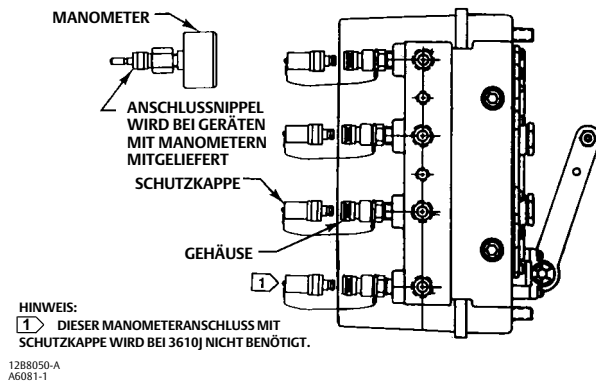 MANOMETER
ANSCHLUSSNIPPEL
WIRD BEI GERÄTEN
MIT MANOMETERN
MITGELIEFERT
SCHUTZKAPPE
GEHÄUSE
1
HINWEIS:
1 DIESER MANOMETERANSCHLUSS MIT
SCHUTZKAPPE WIRD BEI 3610J NICHT BENÖTIGT.
12B8050-A
A6081-1